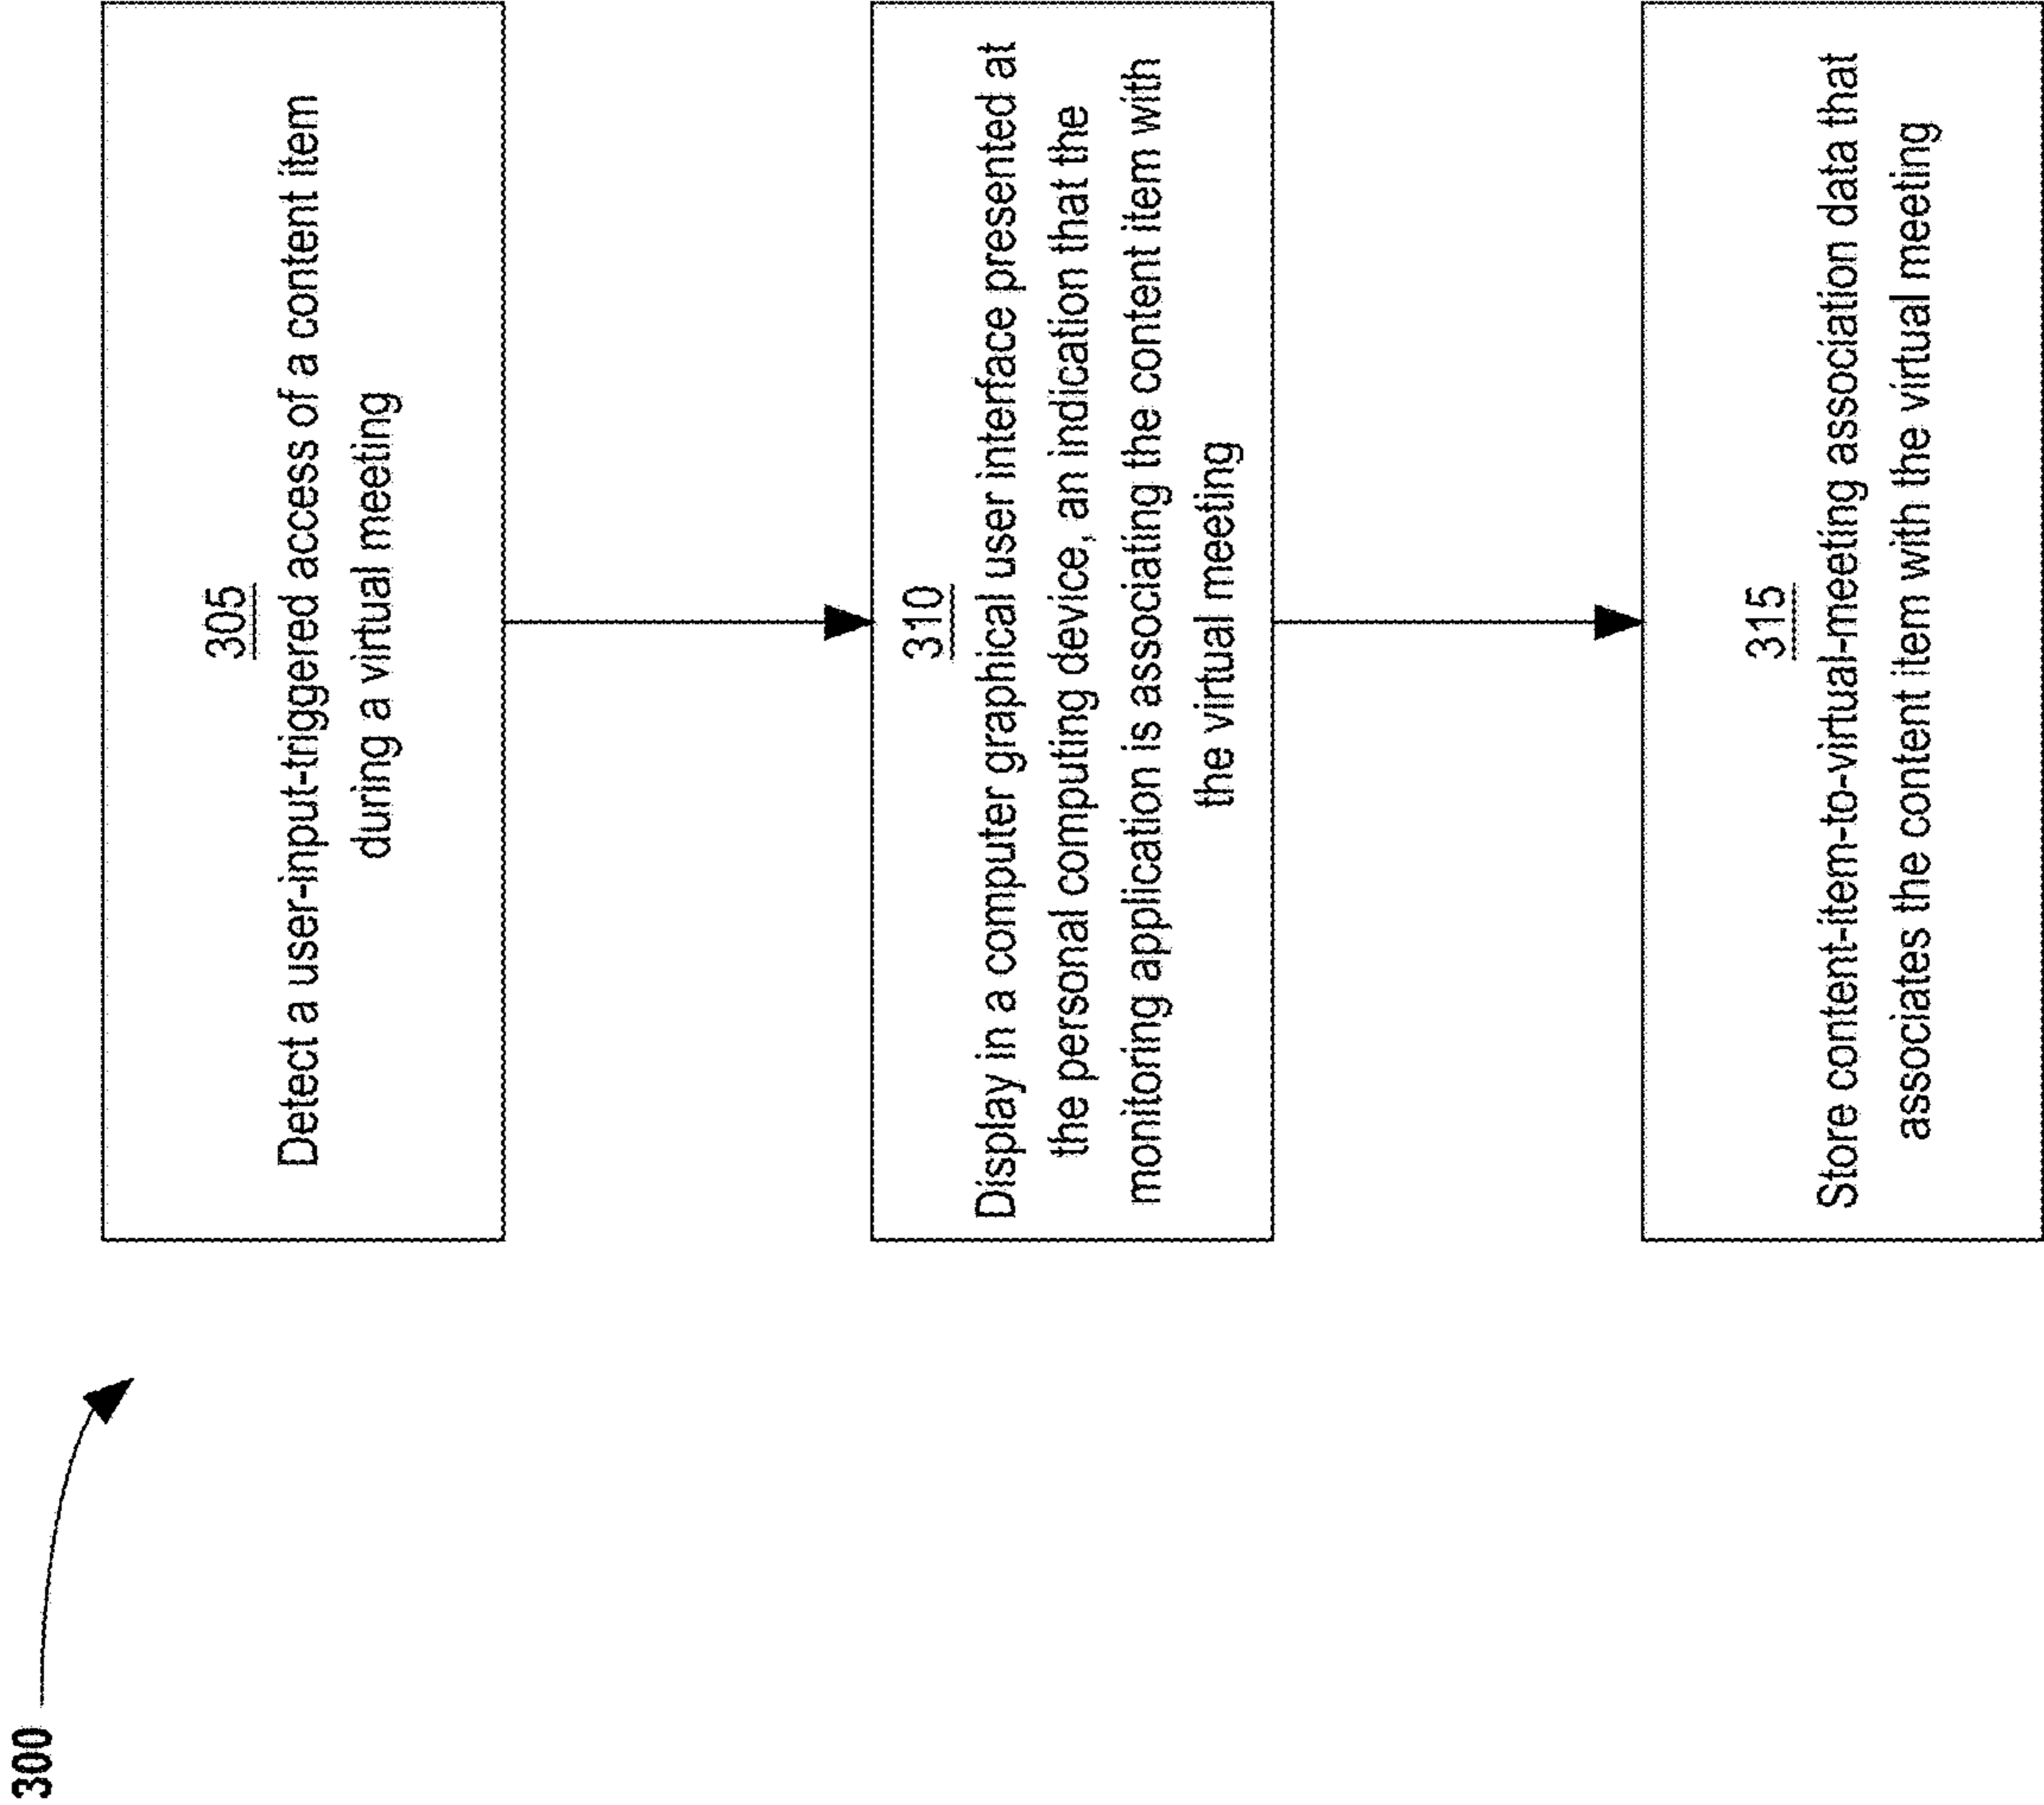 300
305
Detect a user-input-triggered access of a content item
during a virtual meeting
310
Display in a computer graphical user interface presented at
the personal computing device, an indication that the
monitoring application is associating the content item with
the virtual meeting
315
Store content-item-to-virtual-meeting association data that
associates the content item with the virtual meeting